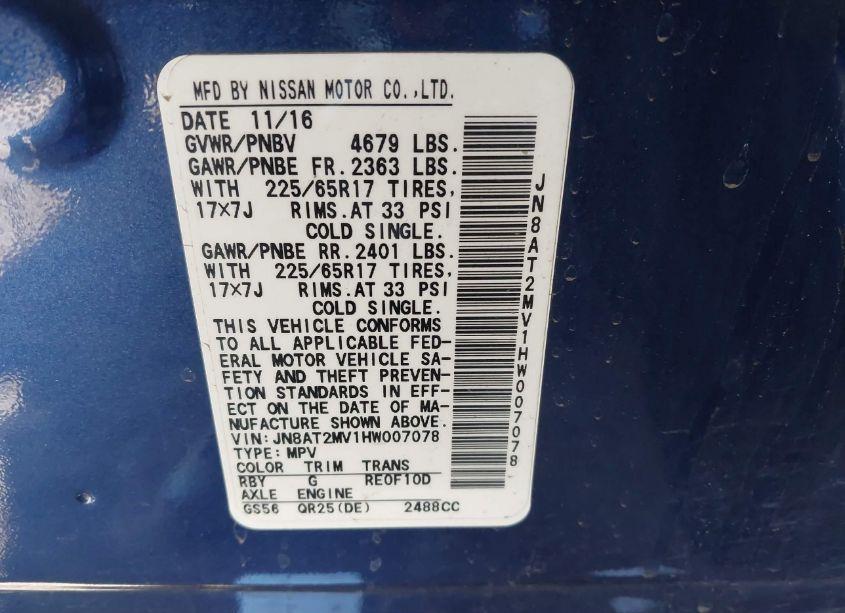 MFD BY NISSAN MOTOR CO.,LTD.
DATE 11/16
GVWR/PNBV 4679 LBS.
GAWR/PNBE FR.2363 LBS.
WITH 225/65R17 TIRES,
17×7J RIMS.AT 33 PSI
COLD SINGLE.
GAWR/PNBE RR.2401 LBS.
WITH 225/65R17 TIRES,
17×7J RIMS.AT 33 PSI
COLD SINGLE.
THIS VEHICLE CONFORMS
TO ALL APPLICABLE FED-
ERAL MOTOR VEHICLE SA-
FETY AND THEFT PREVEN-
TION STANDARDS IN EFF-
ECT ON THE DATE OF MA-
NUFACTURE SHOWN ABOVE.
VIN:JN8AT2MV1HW007078
TYPE:MPV
COLOR TRIM TRANS
RBY G RE0F10D
AXLE ENGINE
GS56 QR25(DE) 2488CC
JN8AT2MV1HW007078